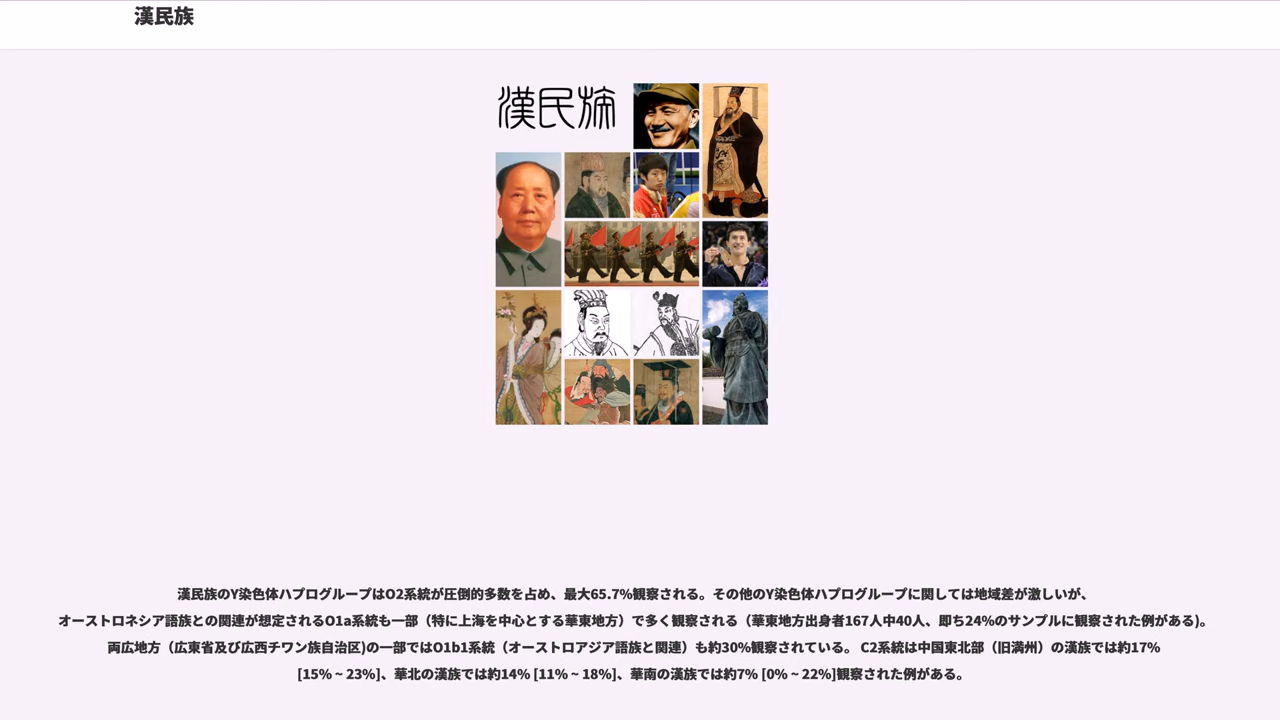 漢民族
漢民族
漢民族のY染色体ハプログループはO2系統が圧倒的多数を占め、最大65.7%観察される。その他のY染色体ハプログループに関しては地域差が激しいが、
オーストロネシア語族との関連が想定されるO1a系統も一部（特に上海を中心とする華東地方）で多く観察される（華東地方出身者167人中40人、即ち24%のサンプルに観察された例がある)。
両広地方（広東省及び広西チワン族自治区)の一部ではO1b1系統（オーストロアジア語族と関連）も約30%観察されている。 C2系統は中国東北部（旧満州）の漢族では約17%
[15% ~ 23%]、華北の漢族では約14% [11% ~ 18%]、華南の漢族では約7% [0% ~ 22%]観察された例がある。